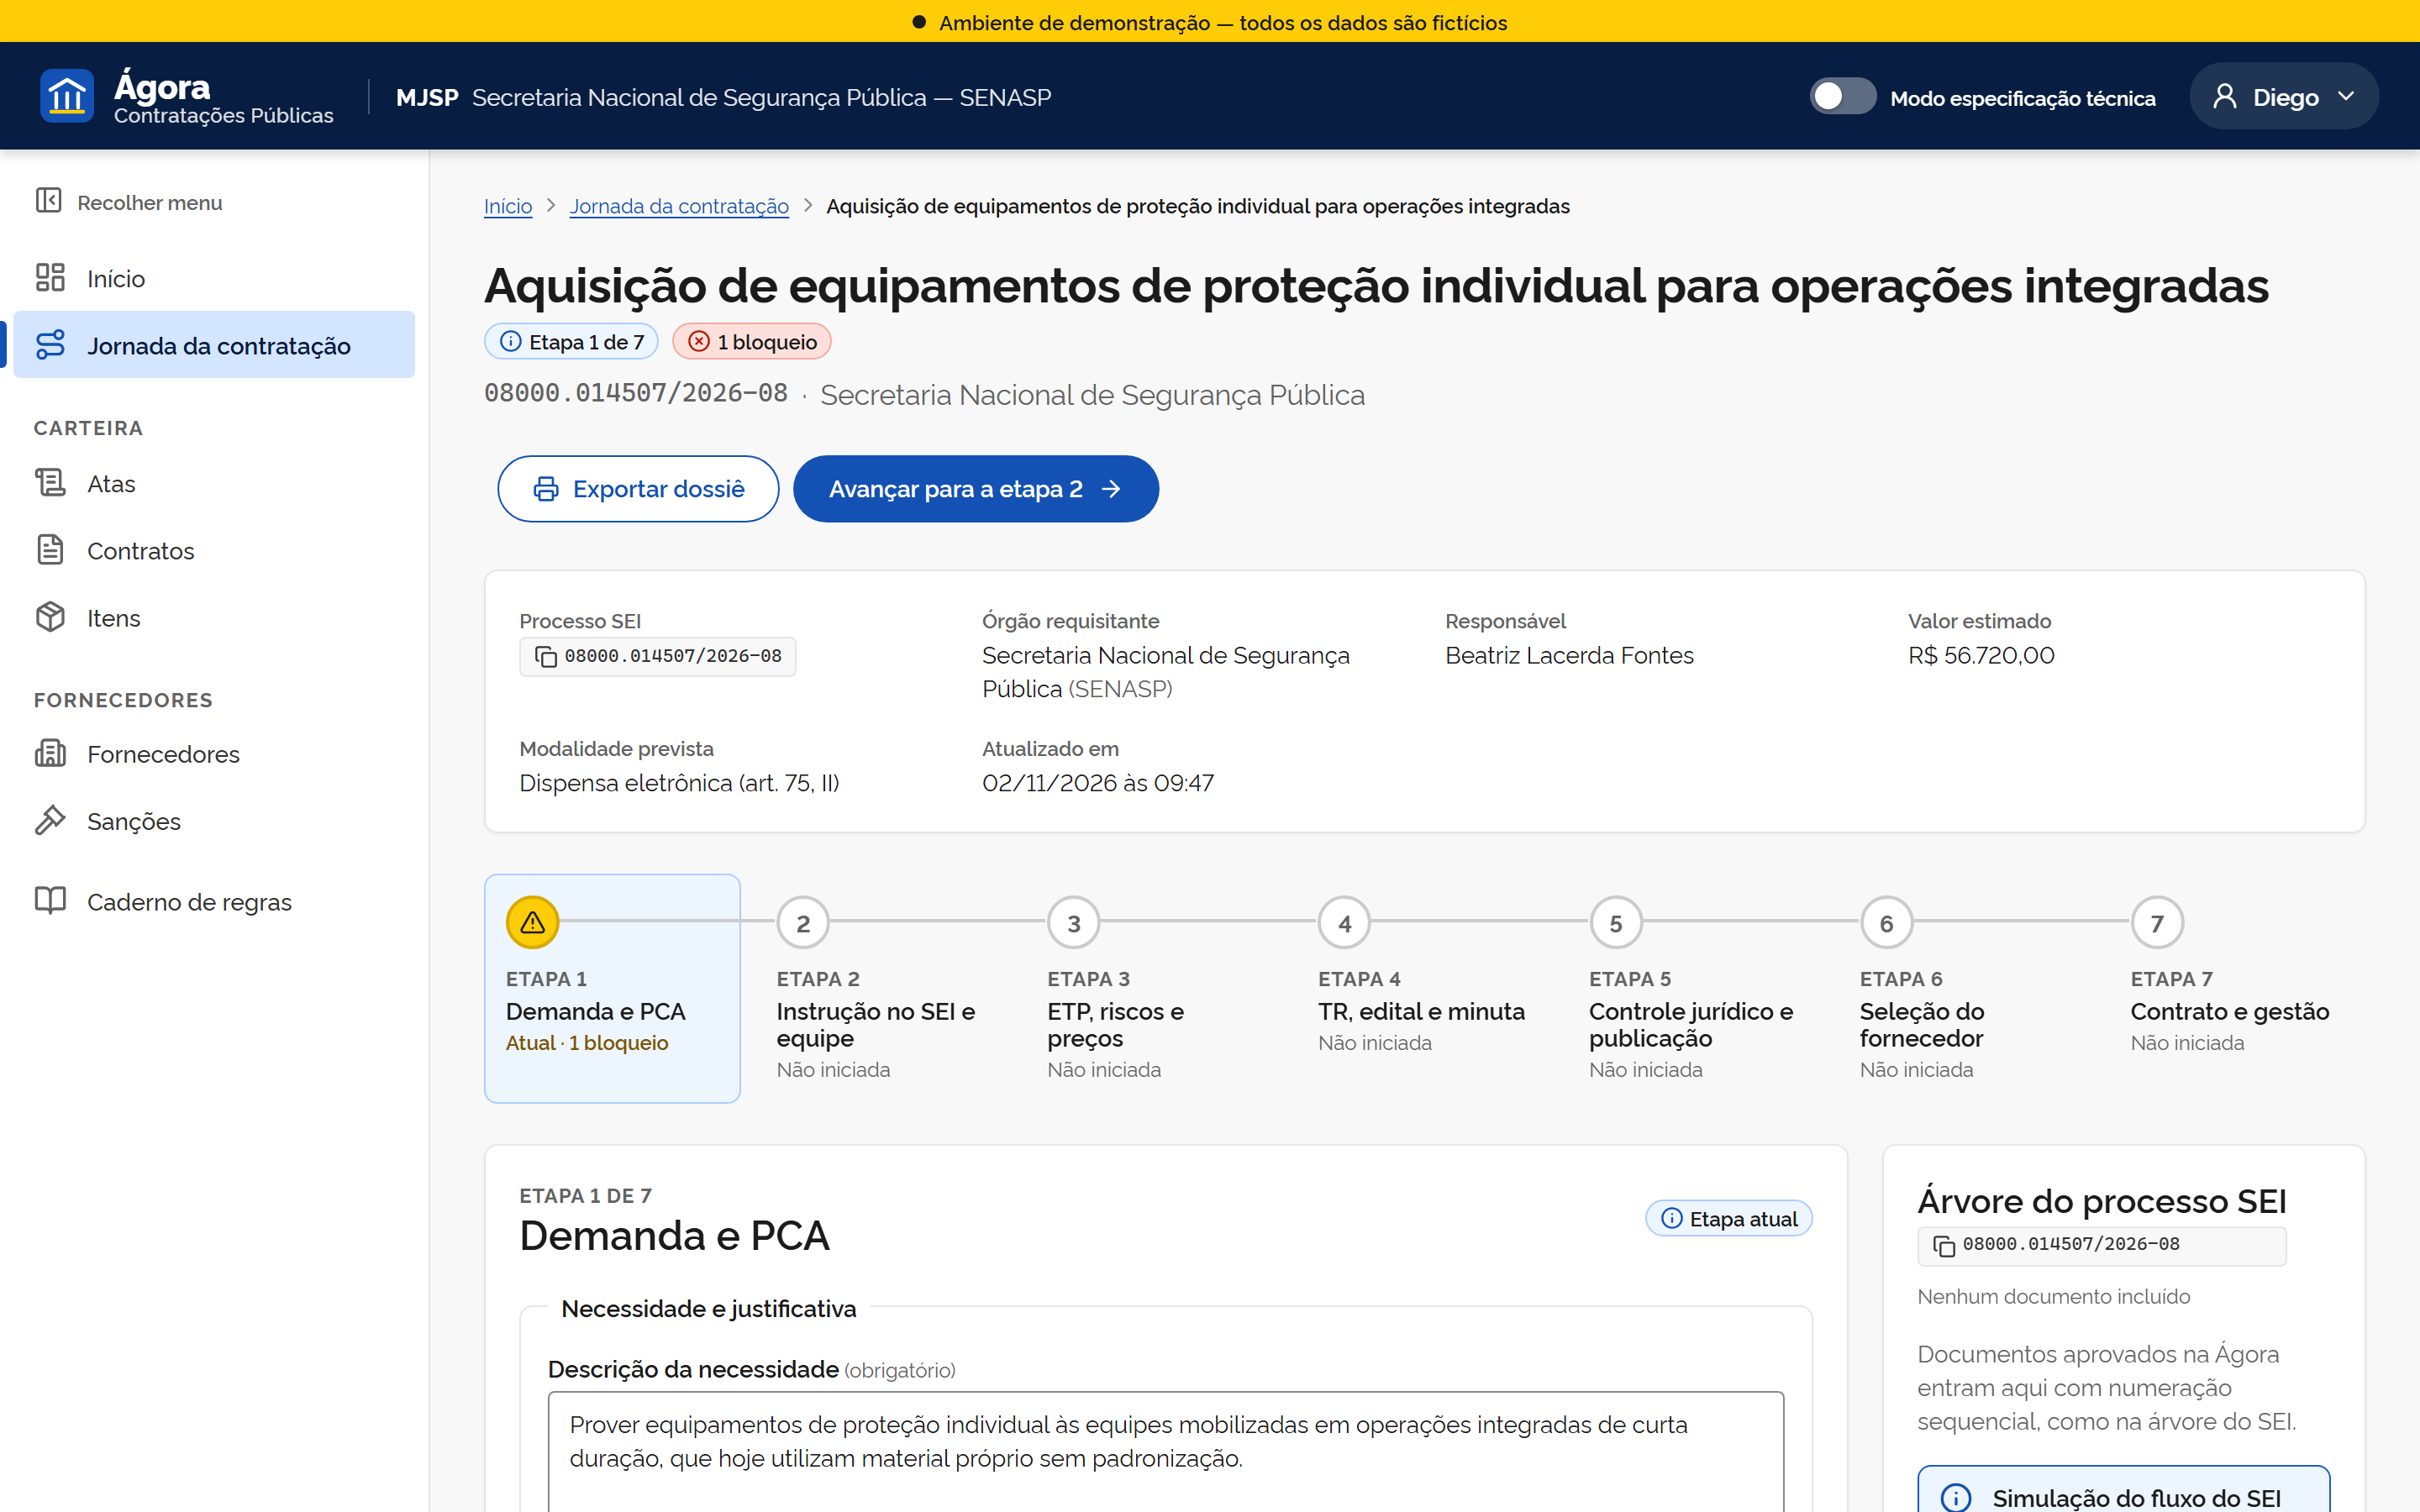 Ambiente de demonstração — todos os dados são fictícios
Ágora
Contratações Públicas
MJSP Secretaria Nacional de Segurança Pública — SENASP
Modo especificação técnica
Diego
Recolher menu
Início
Jornada da contratação
CARTEIRA
Atas
Contratos
Itens
FORNECEDORES
Fornecedores
Sanções
Caderno de regras
Início > Jornada da contratação > Aquisição de equipamentos de proteção individual para operações integradas
Aquisição de equipamentos de proteção individual para operações integradas
Etapa 1 de 7
1 bloqueio
08000.014507/2026-08 · Secretaria Nacional de Segurança Pública
Exportar dossiê
Avançar para a etapa 2
Processo SEI
08000.014507/2026-08
Órgão requisitante
Secretaria Nacional de Segurança
Pública (SENASP)
Responsável
Beatriz Lacerda Fontes
Valor estimado
R$ 56.720,00
Modalidade prevista
Dispensa eletrônica (art. 75, II)
Atualizado em
02/11/2026 às 09:47
ETAPA 1
Demanda e PCA
Atual · 1 bloqueio
2
ETAPA 2
Instrução no SEI e
equipe
Não iniciada
3
ETAPA 3
ETP, riscos e
preços
Não iniciada
4
ETAPA 4
TR, edital e minuta
Não iniciada
5
ETAPA 5
Controle jurídico e
publicação
Não iniciada
6
ETAPA 6
Seleção do
fornecedor
Não iniciada
7
ETAPA 7
Contrato e gestão
Não iniciada
ETAPA 1 DE 7
Demanda e PCA
Etapa atual
Necessidade e justificativa
Descrição da necessidade (obrigatório)
Prover equipamentos de proteção individual às equipes mobilizadas em operações integradas de curta
duração, que hoje utilizam material próprio sem padronização.
Árvore do processo SEI
08000.014507/2026-08
Nenhum documento incluído
Documentos aprovados na Ágora
entram aqui com numeração
sequencial, como na árvore do SEI.
Simulação do fluxo do SEI